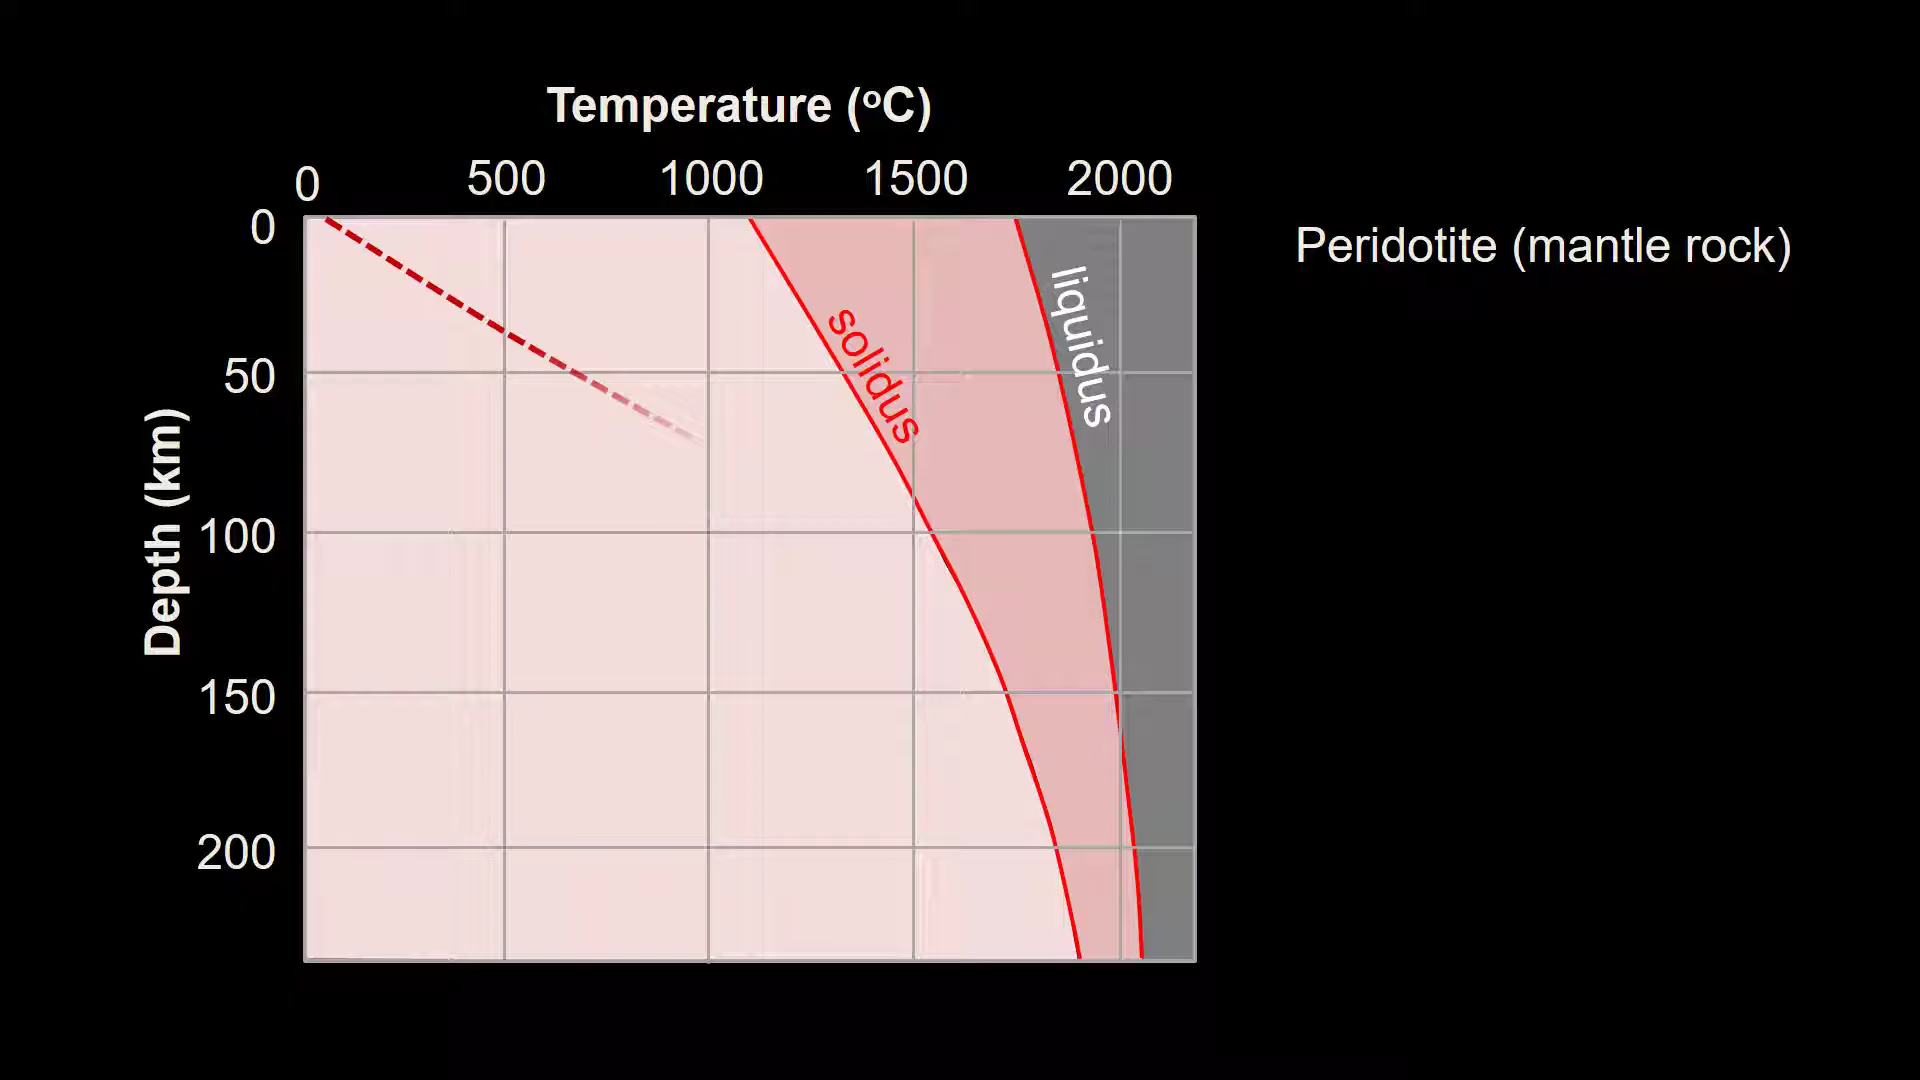 Temperature (°C)
0 500 1000 1500 2000
Depth (km)
0
50
100
150
200
solidus
liquidus
Peridotite (mantle rock)